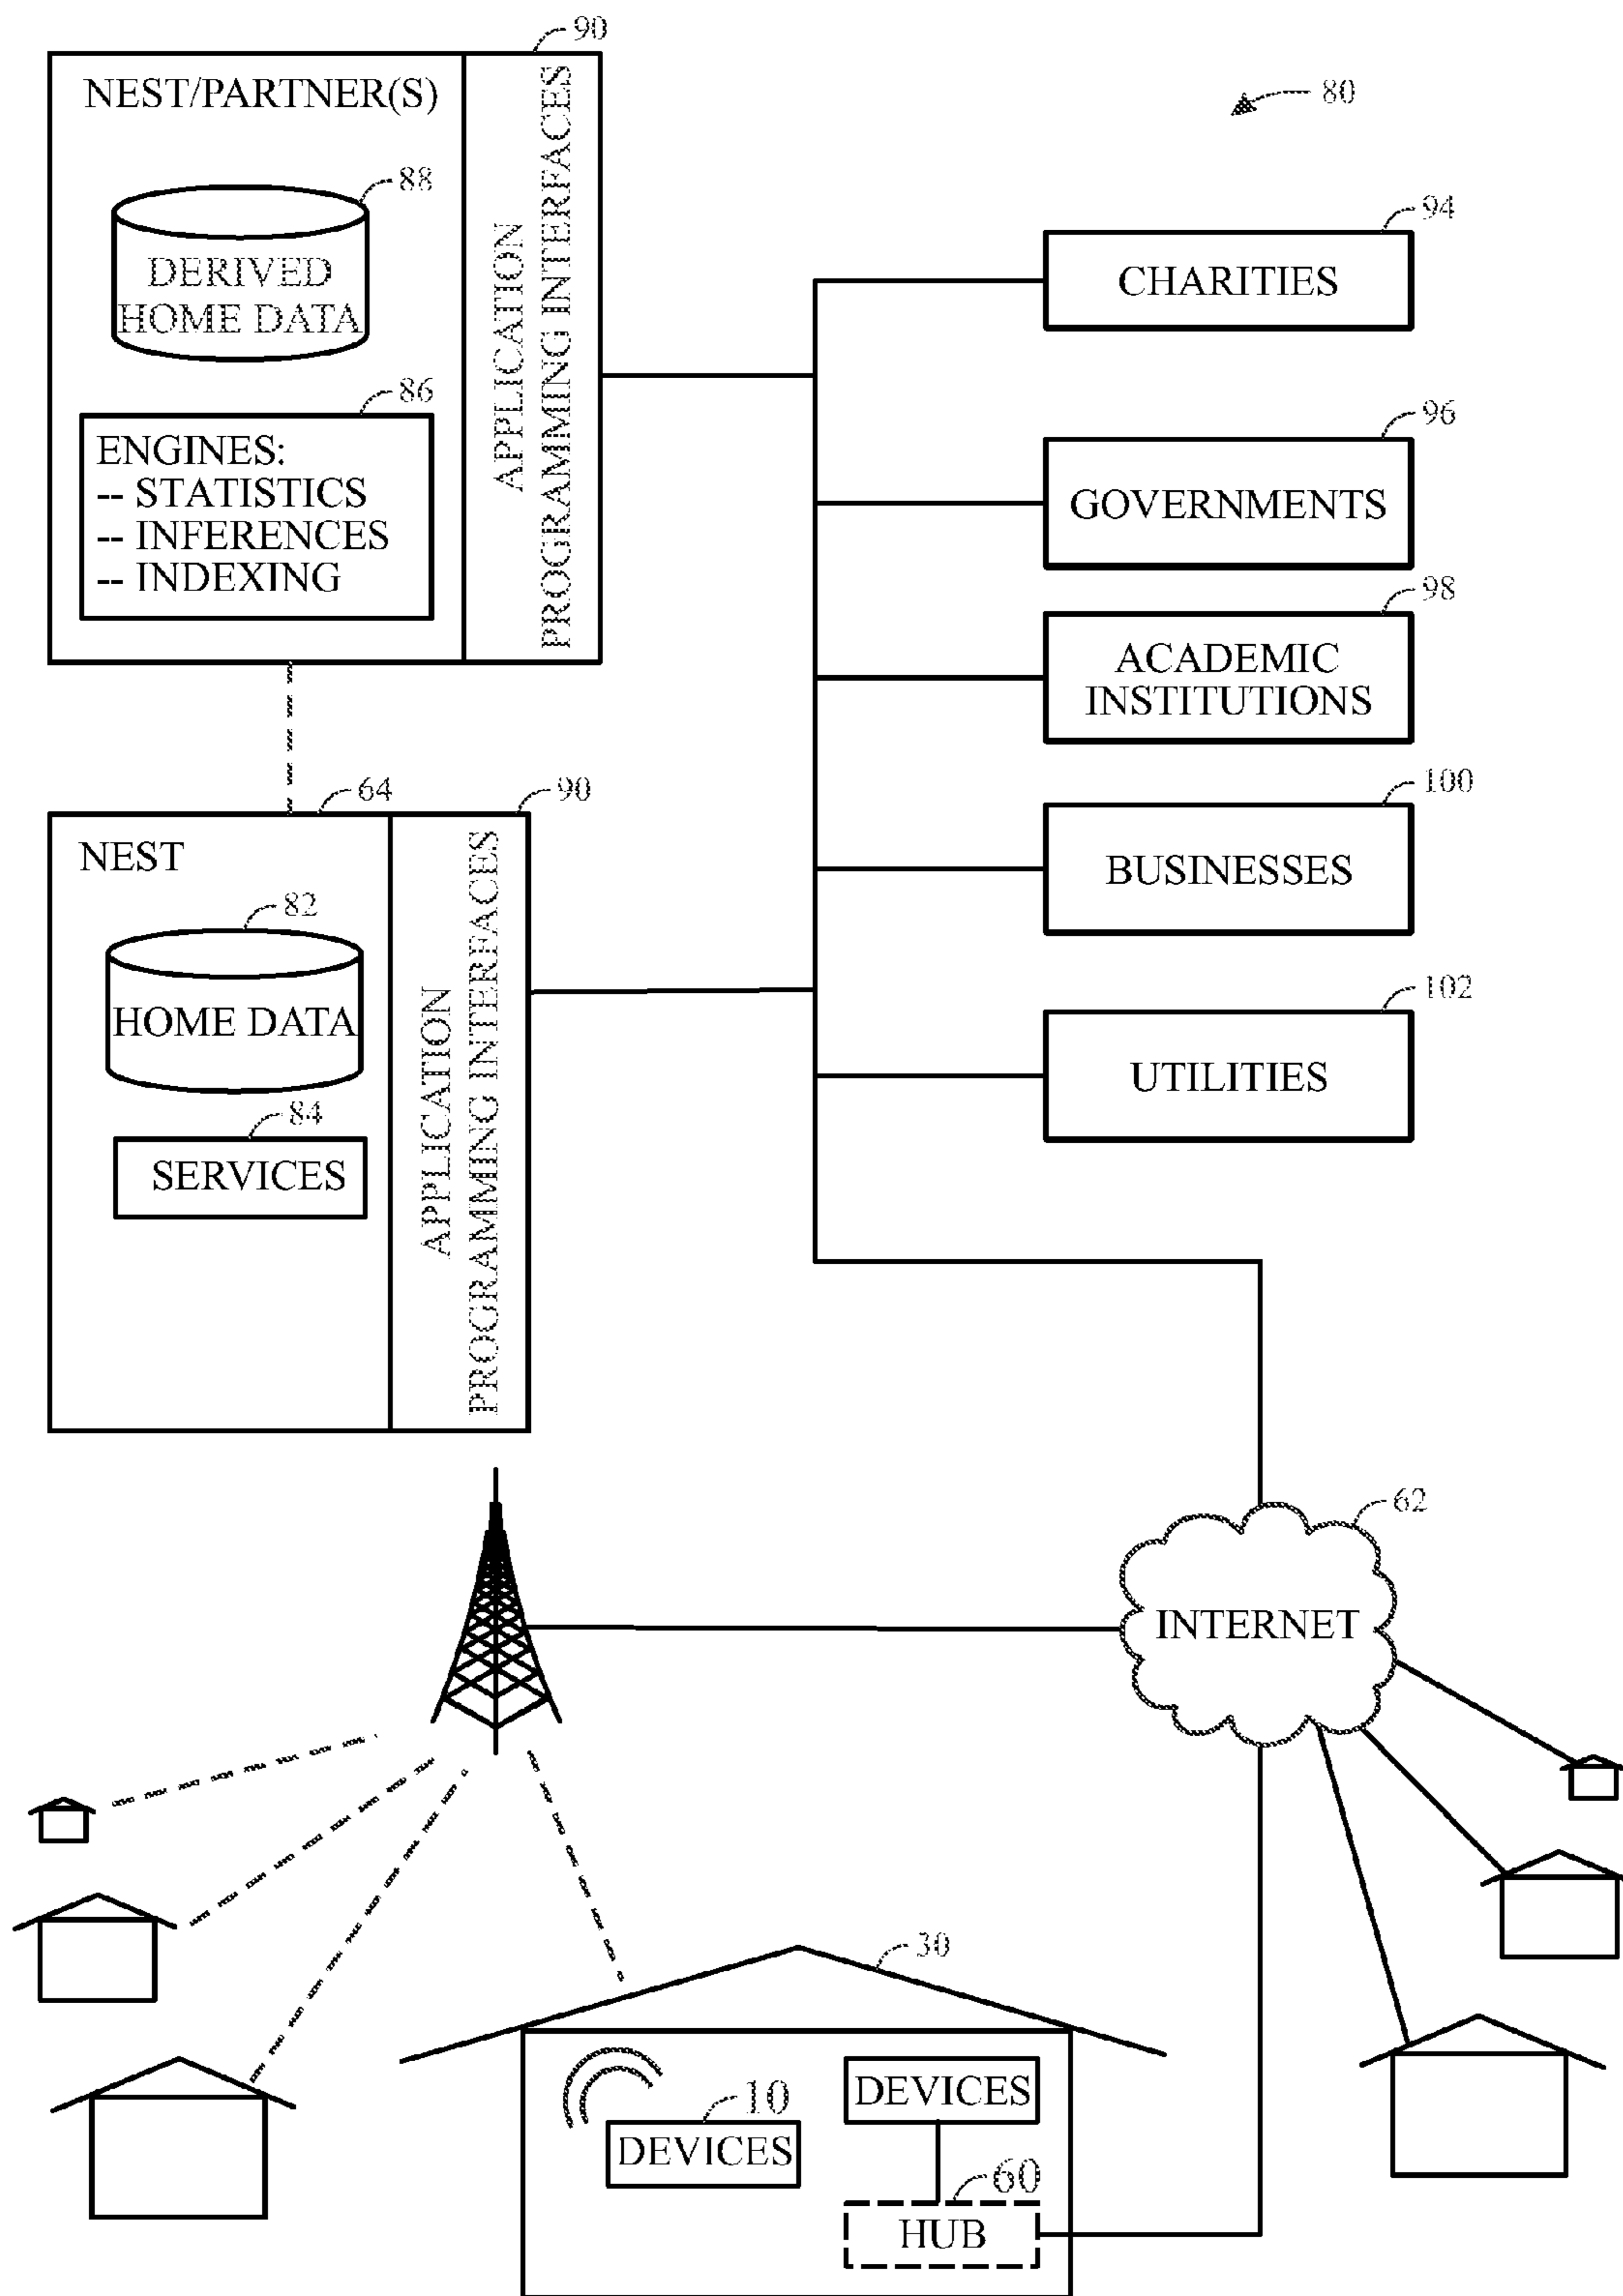 90
NEST/PARTNER(S)
APPLICATION
PROGRAMMING INTERFACES
80
88
DERIVED
HOME DATA
86
ENGINES:
-- STATISTICS
-- INFERENCES
-- INDEXING
94
CHARITIES
96
GOVERNMENTS
98
ACADEMIC
INSTITUTIONS
64
90
NEST
APPLICATION
PROGRAMMING INTERFACES
100
BUSINESSES
82
HOME DATA
102
UTILITIES
84
SERVICES
62
INTERNET
30
DEVICES
10
DEVICES
60
HUB